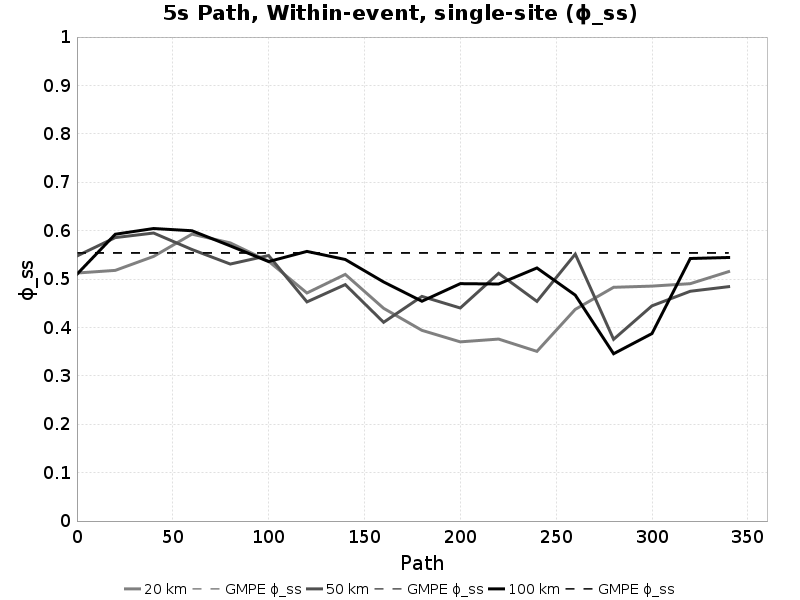 5s Path, Within-event, single-site (ϕ_ss)
1
0.9
0.8
0.7
0.6
0.5
0.4
0.3
0.2
0.1
0
ϕ_ss
0 50 100 150 200 250 300 350
Path
20 km GMPE ϕ_ss 50 km GMPE ϕ_ss 100 km GMPE ϕ_ss